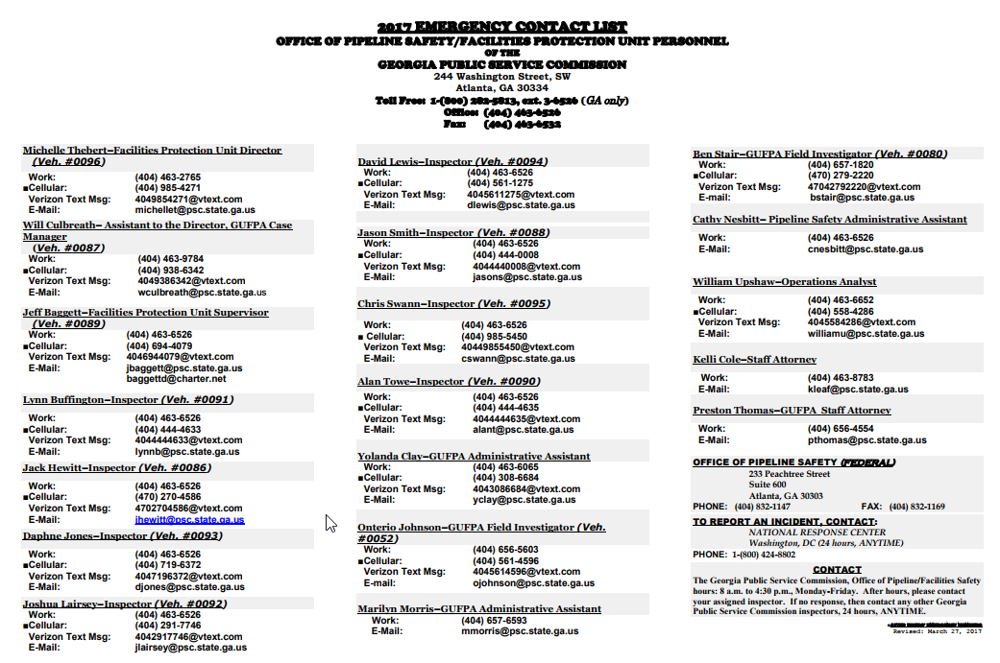 2017 EMERGENCY CONTACT LIST
OFFICE OF PIPELINE SAFETY/FACILITIES PROTECTION UNIT PERSONNEL
OF THE
GEORGIA PUBLIC SERVICE COMMISSION
244 Washington Street, SW
Atlanta, GA 30334
Toll Free: 1-(800) 282-5813, ext. 3-6526 (GA only)
Office: (404) 463-6526
Fax: (404) 463-6532
Michelle Thebert–Facilities Protection Unit Director
(Veh. #0096)
Work: (404) 463-2765
■Cellular: (404) 985-4271
Verizon Text Msg: 4049854271@vtext.com
E-Mail: michellet@psc.state.ga.us
Will Culbreath– Assistant to the Director, GUFPA Case
Manager
(Veh. #0087)
Work: (404) 463-9784
■Cellular: (404) 938-6342
Verizon Text Msg: 4049386342@vtext.com
E-Mail: wculbreath@psc.state.ga.us
Jeff Baggett–Facilities Protection Unit Supervisor
(Veh. #0089)
Work: (404) 463-6526
■Cellular: (404) 694-4079
Verizon Text Msg: 4046944079@vtext.com
E-Mail: jbaggett@psc.state.ga.us
baggettd@charter.net
Lynn Buffington–Inspector (Veh. #0091)
Work: (404) 463-6526
■Cellular: (404) 444-4633
Verizon Text Msg: 4044444633@vtext.com
E-Mail: lynnb@psc.state.ga.us
Jack Hewitt–Inspector (Veh. #0086)
Work: (404) 463-6526
■Cellular: (470) 270-4586
Verizon Text Msg: 4702704586@vtext.com
E-Mail: jhewitt@psc.state.ga.us
Daphne Jones–Inspector (Veh. #0093)
Work: (404) 463-6526
■Cellular: (404) 719-6372
Verizon Text Msg: 4047196372@vtext.com
E-Mail: djones@psc.state.ga.us
Joshua Lairsey–Inspector (Veh. #0092)
Work: (404) 463-6526
■Cellular: (404) 291-7746
Verizon Text Msg: 4042917746@vtext.com
E-Mail: jlairsey@psc.state.ga.us
David Lewis–Inspector (Veh. #0094)
Work: (404) 463-6526
■Cellular: (404) 561-1275
Verizon Text Msg: 4045611275@vtext.com
E-Mail: dlewis@psc.state.ga.us
Jason Smith–Inspector (Veh. #0088)
Work: (404) 463-6526
■Cellular: (404) 444-0008
Verizon Text Msg: 4044440008@vtext.com
E-Mail: jasons@psc.state.ga.us
Chris Swann–Inspector (Veh. #0095)
Work: (404) 463-6526
■ Cellular: (404) 985-5450
Verizon Text Msg: 40449855450@vtext.com
E-Mail: cswann@psc.state.ga.us
Alan Towe–Inspector (Veh. #0090)
Work: (404) 463-6526
■Cellular: (404) 444-4635
Verizon Text Msg: 4044444635@vtext.com
E-Mail: alant@psc.state.ga.us
Yolanda Clay–GUFPA Administrative Assistant
Work: (404) 463-6065
■Cellular: (404) 308-6684
Verizon Text Msg: 4043086684@vtext.com
E-Mail: yclay@psc.state.ga.us
Onterio Johnson–GUFPA Field Investigator (Veh.
#0052)
Work: (404) 656-5603
■Cellular: (404) 561-4596
Verizon Text Msg: 4045614596@vtext.com
E-Mail: ojohnson@psc.state.ga.us
Marilyn Morris–GUFPA Administrative Assistant
Work: (404) 657-6593
E-Mail: mmorris@psc.state.ga.us
Ben Stair–GUFPA Field Investigator (Veh. #0080)
Work: (404) 657-1820
■Cellular: (470) 279-2220
Verizon Text Msg: 47042792220@vtext.com
E-mail: bstair@psc.state.ga.us
Cathy Nesbitt– Pipeline Safety Administrative Assistant
Work: (404) 463-6526
E-Mail: cnesbitt@psc.state.ga.us
William Upshaw–Operations Analyst
Work: (404) 463-6652
■Cellular: (404) 558-4286
Verizon Text Msg: 4045584286@vtext.com
E-Mail: williamu@psc.state.ga.us
Kelli Cole–Staff Attorney
Work: (404) 463-8783
E-Mail: kleaf@psc.state.ga.us
Preston Thomas–GUFPA Staff Attorney
Work: (404) 656-4554
E-Mail: pthomas@psc.state.ga.us
OFFICE OF PIPELINE SAFETY (FEDERAL)
233 Peachtree Street
Suite 600
Atlanta, GA 30303
PHONE: (404) 832-1147 FAX: (404) 832-1169
TO REPORT AN INCIDENT, CONTACT:
NATIONAL RESPONSE CENTER
Washington, DC (24 hours, ANYTIME)
PHONE: 1-(800) 424-8802
CONTACT
The Georgia Public Service Commission, Office of Pipeline/Facilities Safety
hours: 8 a.m. to 4:30 p.m., Monday-Friday. After hours, please contact
your assigned inspector. If no response, then contact any other Georgia
Public Service Commission inspectors, 24 hours, ANYTIME.
Revised: March 27, 2017